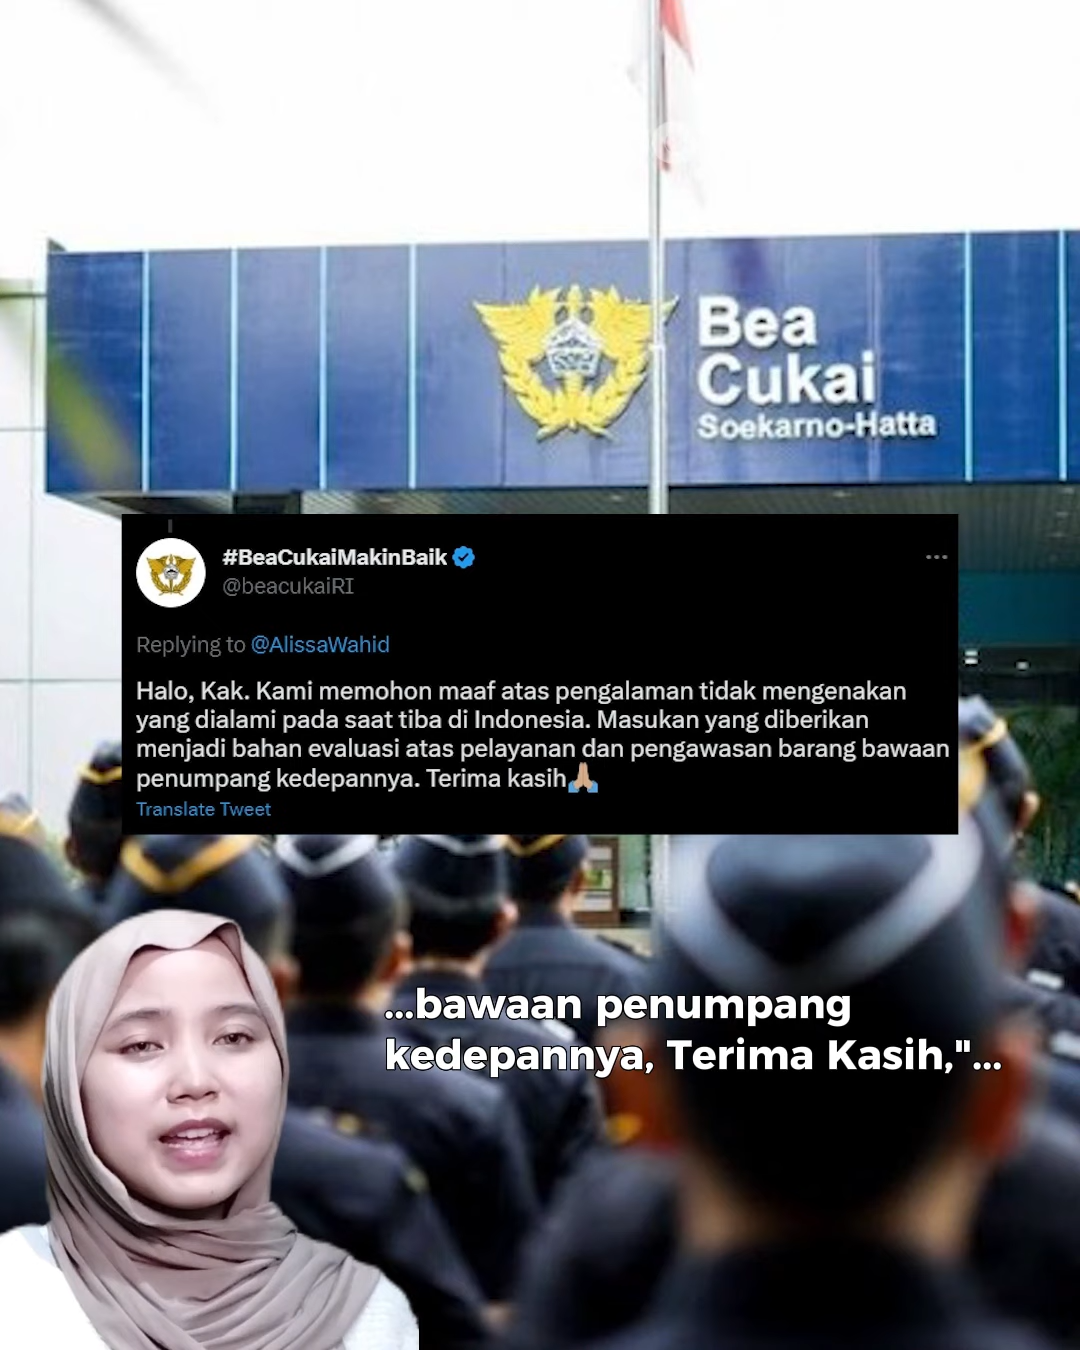 Bea
Cukai
Soekarno-Hatta
#BeaCukaiMakinBaik
@beacukaiRI
Replying to @AlissaWahid
Halo, Kak. Kami memohon maaf atas pengalaman tidak mengenakan
yang dialami pada saat tiba di Indonesia. Masukan yang diberikan
menjadi bahan evaluasi atas pelayanan dan pengawasan barang bawaan
penumpang kedepannya. Terima kasih🙏🏼
Translate Tweet
...bawaan penumpang
kedepannya, Terima Kasih,"...